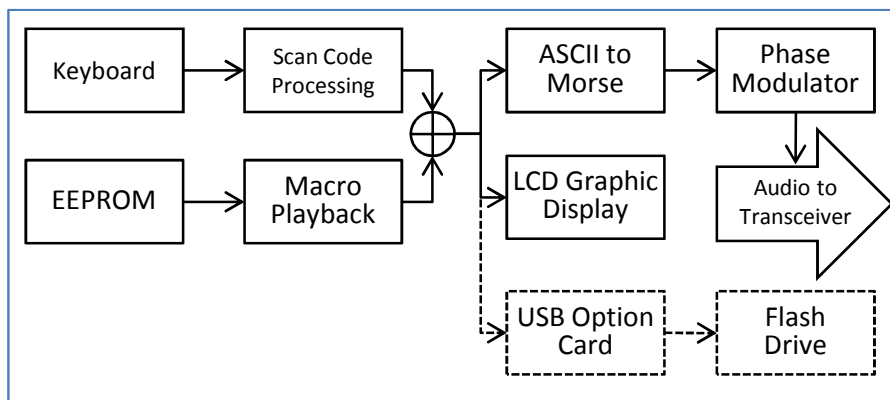 Keyboard
Scan Code
Processing
ASCII to
Morse
Phase
Modulator
EEPROM
Macro
Playback
LCD Graphic
Display
Audio to
Transceiver
USB Option
Card
Flash
Drive